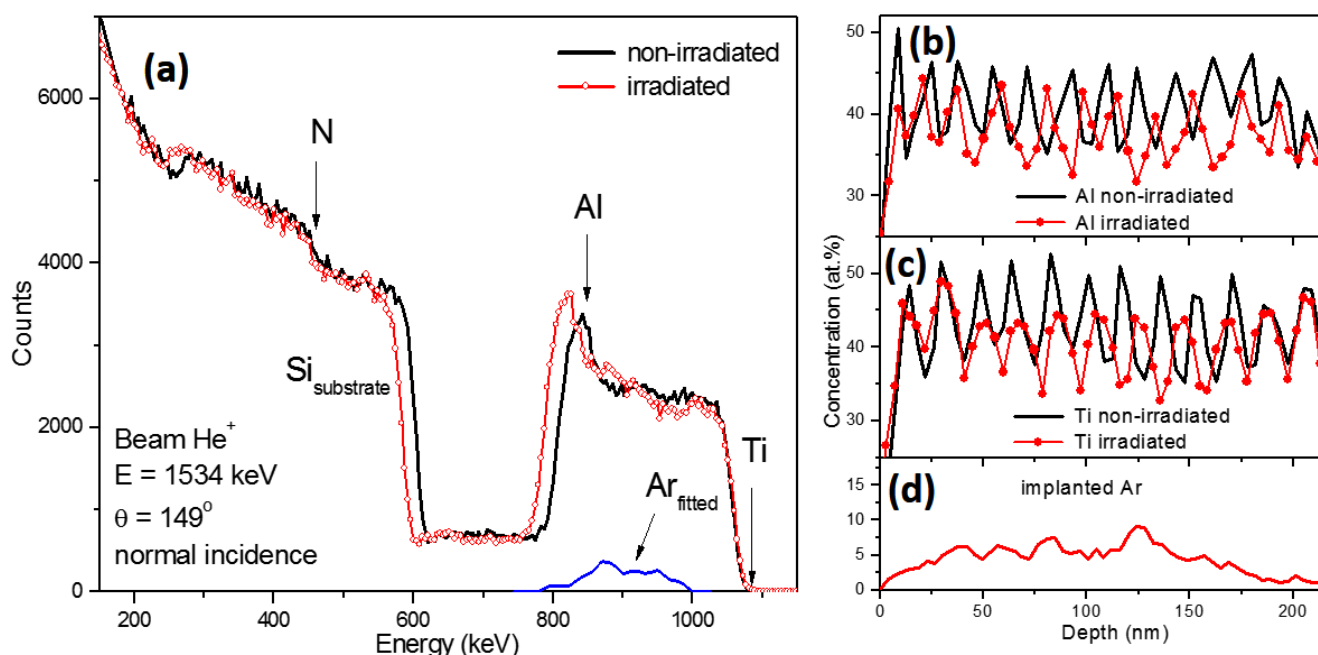 (a)
non-irradiated
irradiated
N
Al
Si substrate
Ti
Ar fitted
Beam He+
E = 1534 keV
θ = 149°
normal incidence
Counts
6000
4000
2000
0
200 400 600 800 1000
Energy (keV)
(b)
50
40
30
Al non-irradiated
Al irradiated
(c)
50
40
30
Ti non-irradiated
Ti irradiated
Concentration (at.%)
(d)
implanted Ar
15
10
5
0
0 50 100 150 200
Depth (nm)